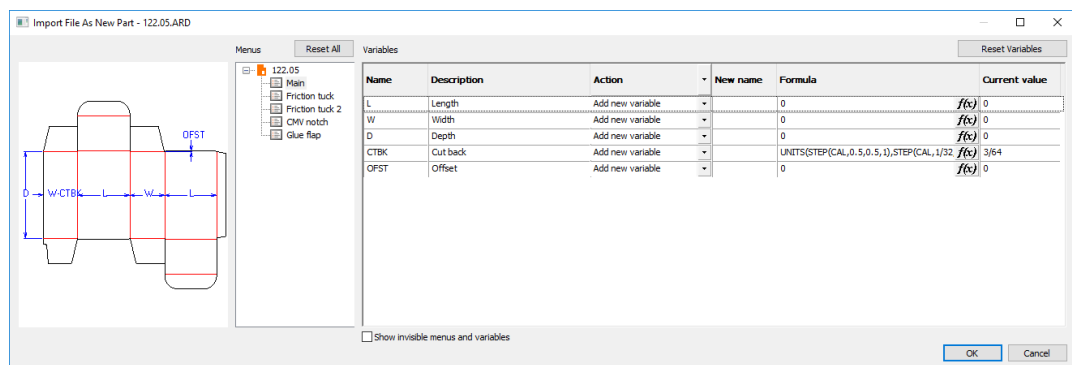 Import File As New Part - 122.05.ARD
Menus Reset All Variables Reset Variables
122.05
Main
Friction tuck
Friction tuck 2
CMV notch
Glue flap
Name Description Action New name Formula Current value
L Length Add new variable 0 f(x) 0
W Width Add new variable 0 f(x) 0
D Depth Add new variable 0 f(x) 0
CTBK Cut back Add new variable UNITS(STEP(CAL,0.5,0.5,1),STEP(CAL,1/32 f(x) 3/64
OFST Offset Add new variable 0 f(x) 0
OFST
D W-CTBK L W L
Show invisible menus and variables
OK Cancel